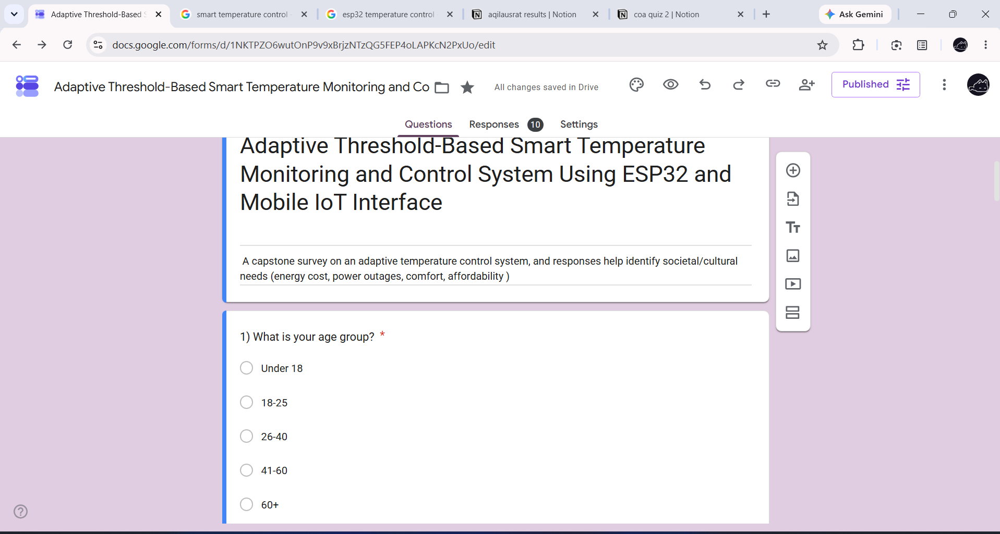 Adaptive Threshold-Based S
smart temperature control -
esp32 temperature control
aqilausrat results | Notion
coa quiz 2 | Notion
Ask Gemini
docs.google.com/forms/d/1NKTPZO6wutOnP9v9xBrjzNTzQG5FEP4oLAPKcN2PxUo/edit
Adaptive Threshold-Based Smart Temperature Monitoring and Co
All changes saved in Drive
Published
Questions
Responses 10
Settings
Adaptive Threshold-Based Smart Temperature
Monitoring and Control System Using ESP32 and
Mobile IoT Interface
A capstone survey on an adaptive temperature control system, and responses help identify societal/cultural
needs (energy cost, power outages, comfort, affordability )
1) What is your age group? *
Under 18
18-25
26-40
41-60
60+